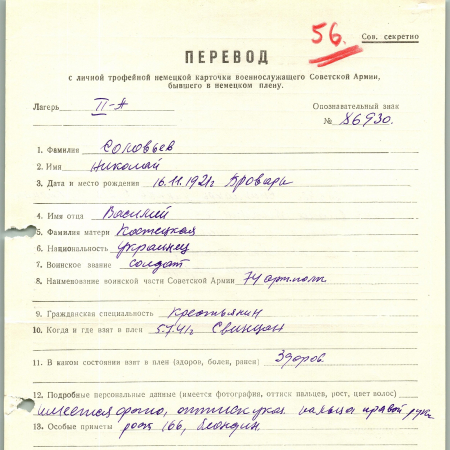 56.
Сов. секретно
ПЕРЕВОД
с личной трофейной немецкой карточки военнослужащего Советской Армии,
бывшего в немецком плену.
Лагерь II-А
Опознавательный знак
№ 86930.
1. Фамилия Соловьев
2. Имя Николай
3. Дата и место рождения 16.11.1921г Бровары
4. Имя отца Василий
5. Фамилия матери Костецкая
6. Национальность украинец
7. Воинское звание солдат
8. Наименование воинской части Советской Армии 74 арт.полк
9. Гражданская специальность Крестьянин
10. Когда и где взят в плен 5.7.41г Свинцян
11. В каком состоянии взят в плен (здоров, болен, ранен) Здоров.
12. Подробные персональные данные (имеется фотография, оттиск пальцев, рост, цвет волос)
имеется фото, оттиск указ. пальца правой руки
13. Особые приметы рост 166, блондин.